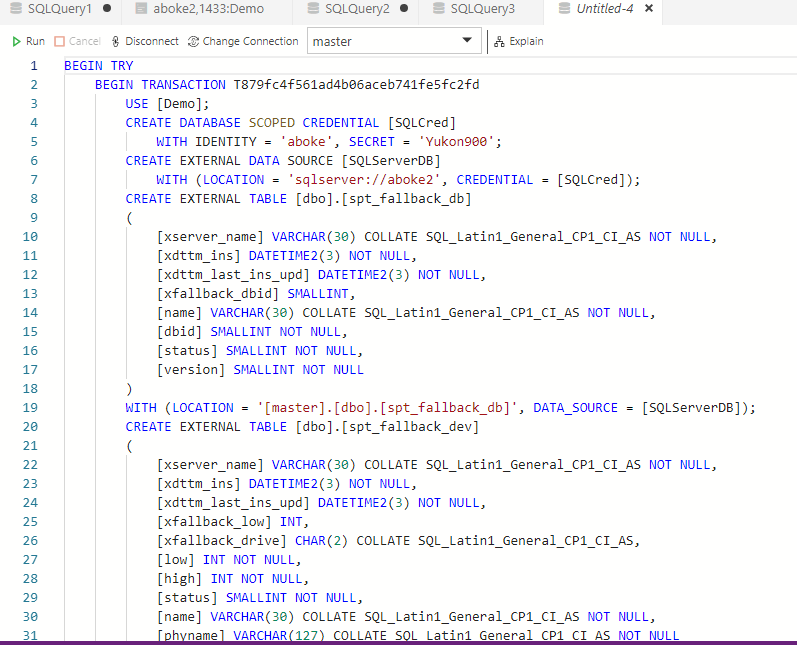 SQLQuery1 ● aboke2,1433:Demo SQLQuery2 ● SQLQuery3 Untitled-4 ✕
Run Cancel Disconnect Change Connection master Explain
1 BEGIN TRY
2 BEGIN TRANSACTION T879fc4f561ad4b06aceb741fe5fc2fd
3 USE [Demo];
4 CREATE DATABASE SCOPED CREDENTIAL [SQLCred]
5 WITH IDENTITY = 'aboke', SECRET = 'Yukon900';
6 CREATE EXTERNAL DATA SOURCE [SQLServerDB]
7 WITH (LOCATION = 'sqlserver://aboke2', CREDENTIAL = [SQLCred]);
8 CREATE EXTERNAL TABLE [dbo].[spt_fallback_db]
9 (
10 [xserver_name] VARCHAR(30) COLLATE SQL_Latin1_General_CP1_CI_AS NOT NULL,
11 [xdttm_ins] DATETIME2(3) NOT NULL,
12 [xdttm_last_ins_upd] DATETIME2(3) NOT NULL,
13 [xfallback_dbid] SMALLINT,
14 [name] VARCHAR(30) COLLATE SQL_Latin1_General_CP1_CI_AS NOT NULL,
15 [dbid] SMALLINT NOT NULL,
16 [status] SMALLINT NOT NULL,
17 [version] SMALLINT NOT NULL
18 )
19 WITH (LOCATION = '[master].[dbo].[spt_fallback_db]', DATA_SOURCE = [SQLServerDB]);
20 CREATE EXTERNAL TABLE [dbo].[spt_fallback_dev]
21 (
22 [xserver_name] VARCHAR(30) COLLATE SQL_Latin1_General_CP1_CI_AS NOT NULL,
23 [xdttm_ins] DATETIME2(3) NOT NULL,
24 [xdttm_last_ins_upd] DATETIME2(3) NOT NULL,
25 [xfallback_low] INT,
26 [xfallback_drive] CHAR(2) COLLATE SQL_Latin1_General_CP1_CI_AS,
27 [low] INT NOT NULL,
28 [high] INT NOT NULL,
29 [status] SMALLINT NOT NULL,
30 [name] VARCHAR(30) COLLATE SQL_Latin1_General_CP1_CI_AS NOT NULL,
31 [phyname] VARCHAR(127) COLLATE SQL_Latin1_General_CP1_CI_AS NOT NULL